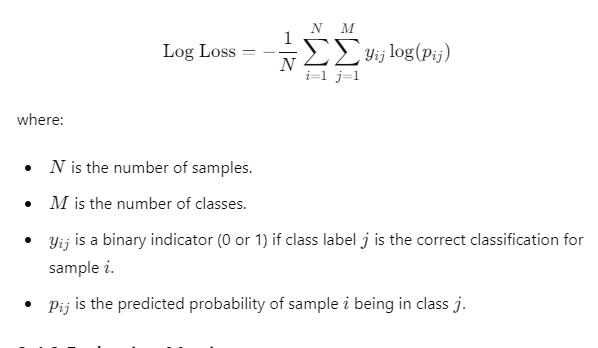 Log Loss = −\frac{1}{N} \sum_{i=1}^{N} \sum_{j=1}^{M} y_{ij} \log(p_{ij})
where:
• N is the number of samples.
• M is the number of classes.
• y_{ij} is a binary indicator (0 or 1) if class label j is the correct classification for
sample i.
• p_{ij} is the predicted probability of sample i being in class j.